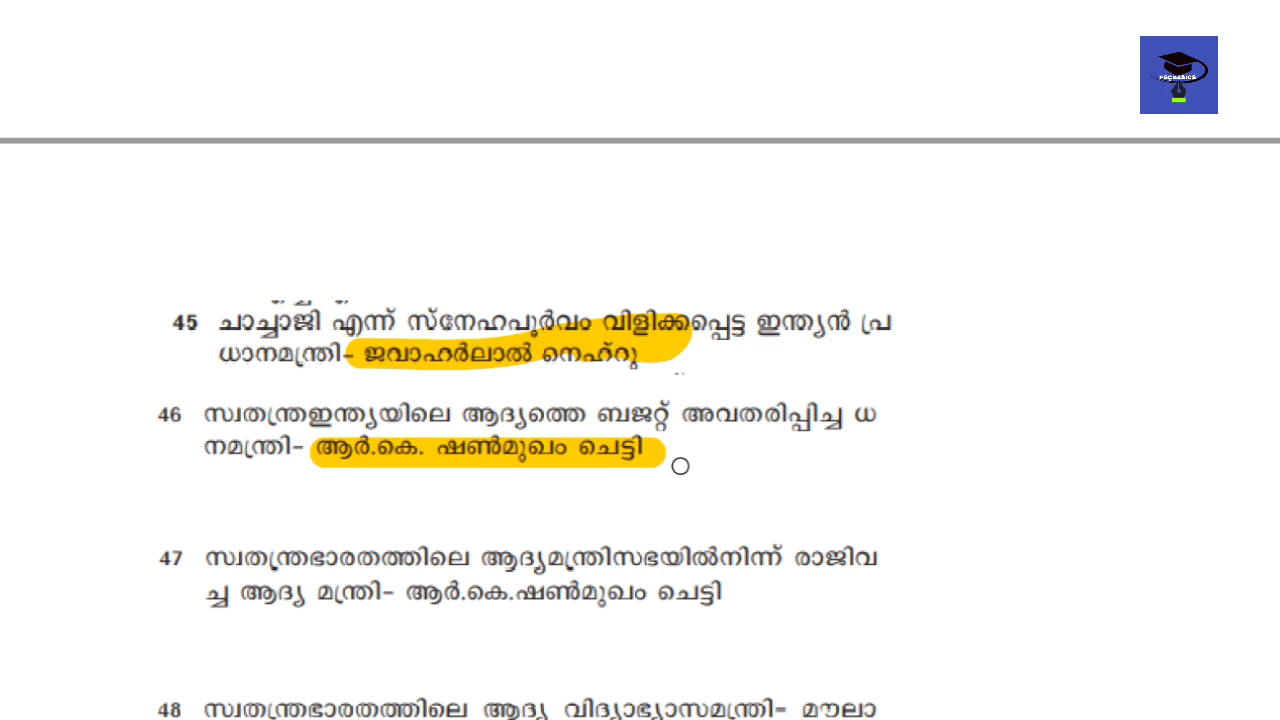 PSCBASICS
45 ചാച്ചാജി എന്ന് സ്നേഹപൂർവം വിളിക്കപ്പെട്ട ഇന്ത്യൻ പ്ര
ധാനമന്ത്രി- ജവാഹർലാൽ നെഹ്റു
46 സ്വതന്ത്രഇന്ത്യയിലെ ആദ്യത്തെ ബജറ്റ് അവതരിപ്പിച്ച ധ
നമന്ത്രി- ആർ.കെ. ഷൺമുഖം ചെട്ടി
47 സ്വതന്ത്രഭാരതത്തിലെ ആദ്യമന്ത്രിസഭയിൽനിന്ന് രാജിവ
ച്ച ആദ്യ മന്ത്രി- ആർ.കെ.ഷൺമുഖം ചെട്ടി
48 സ്വതന്ത്രഭാരതത്തിലെ ആദ്യ വിദ്യാഭ്യാസമന്ത്രി- മൗലാ